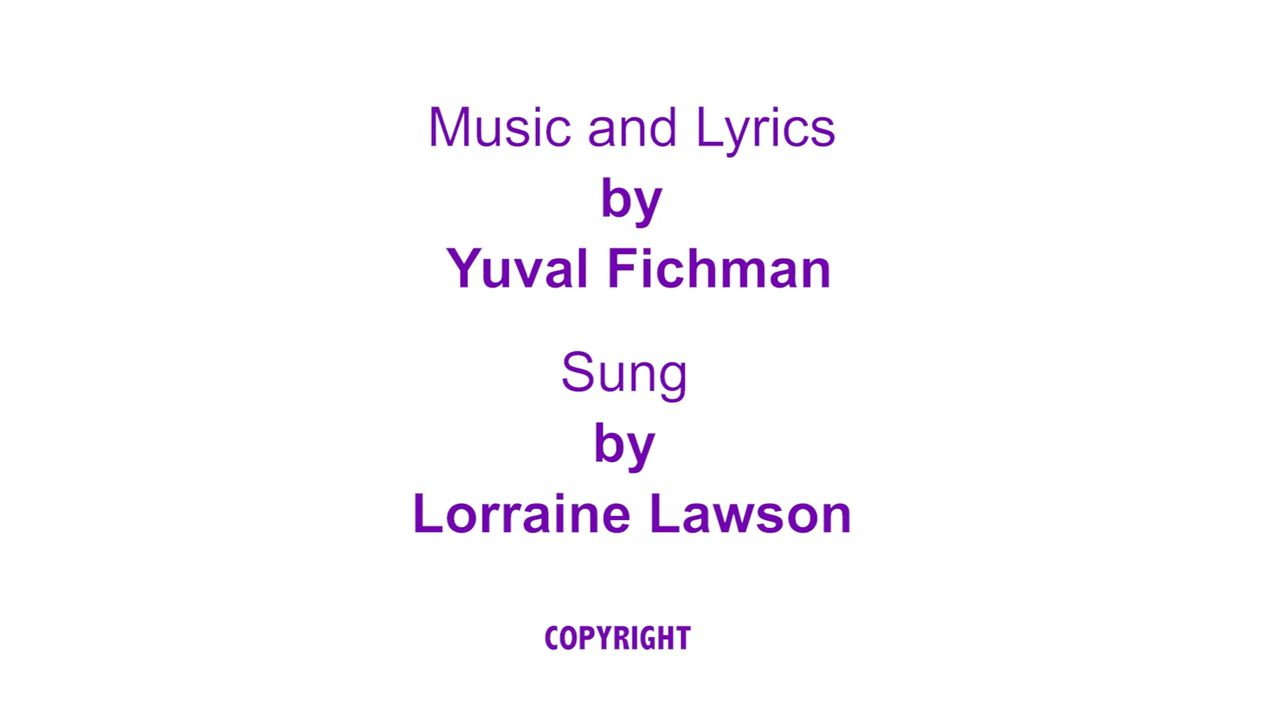 Music and Lyrics
by
Yuval Fichman
Sung
by
Lorraine Lawson
COPYRIGHT